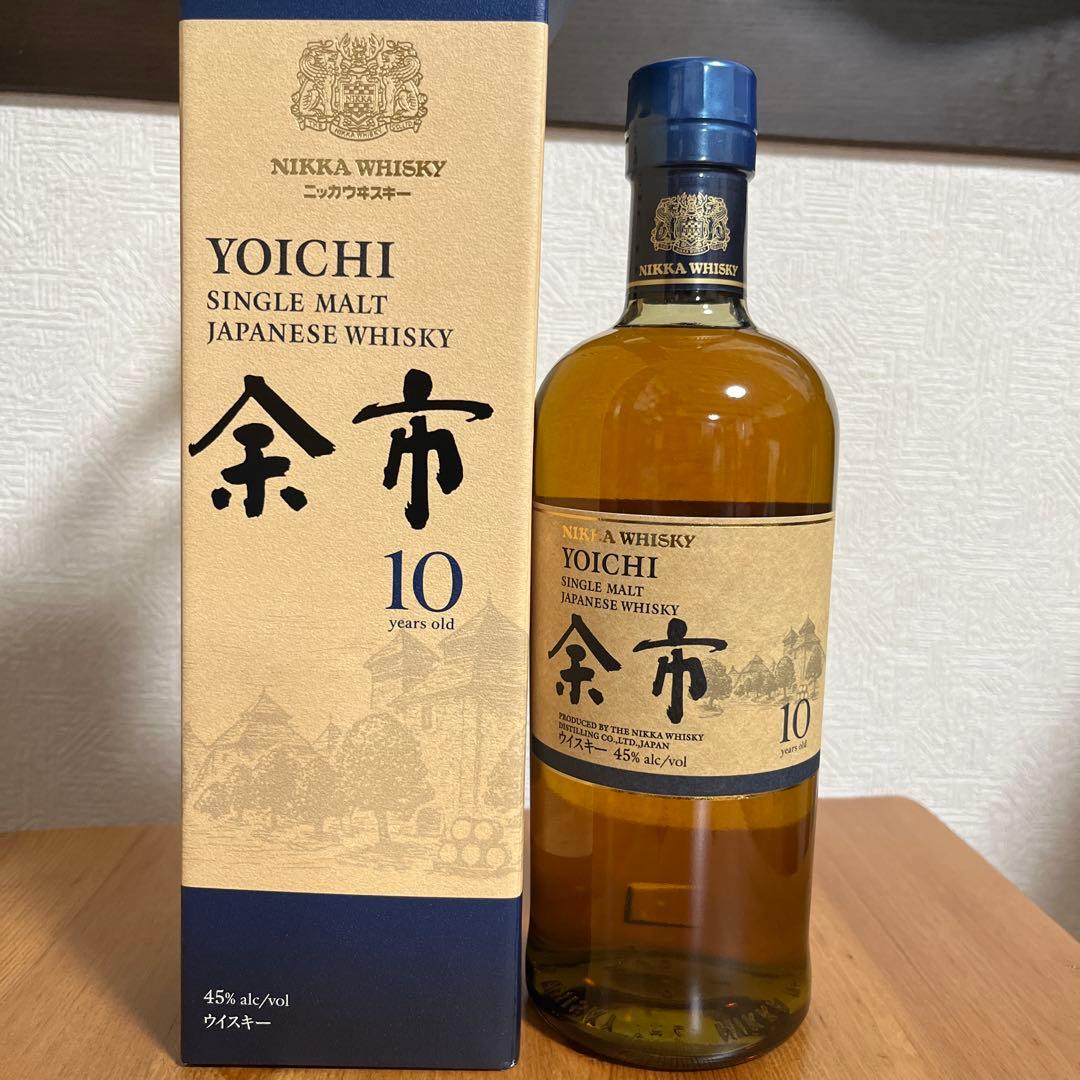 NIKKA WHISKY
ニッカウヰスキー
YOICHI
SINGLE MALT
JAPANESE WHISKY
余市
10
years old
45% alc/vol
ウイスキー
NIKKA WHISKY
NIKKA WHISKY
YOICHI
SINGLE MALT
JAPANESE WHISKY
余市
10
years old
PRODUCED BY THE NIKKA WHISKY
DISTILLING CO.,LTD.,JAPAN
ウイスキー 45% alc/vol